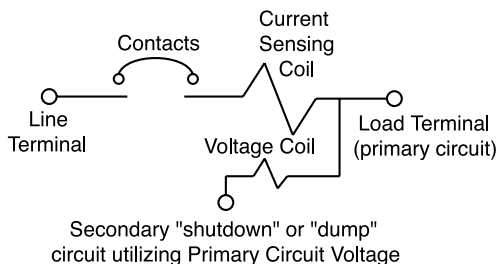 Current
Sensing
Coil
Contacts
Line
Terminal
Load Terminal
(primary circuit)
Voltage Coil
Secondary "shutdown" or "dump"
circuit utilizing Primary Circuit Voltage